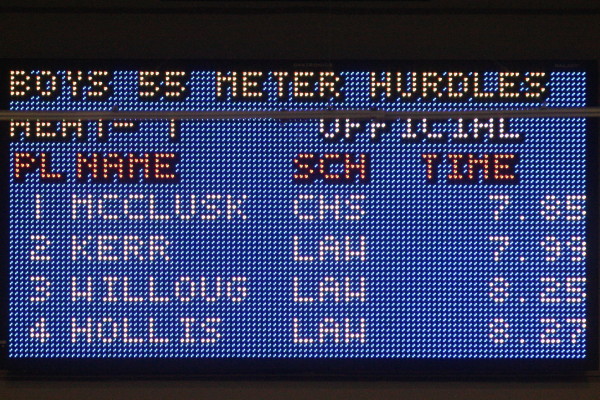 BOYS 55 METER HURDLES
HEAT- 1 OFFICIAL
PL NAME SCH TIME
1 MCCLUSK CHS 7.85
2 KERR LAW 7.99
3 WILLOUG LAW 8.25
4 HOLLIS LAW 8.27